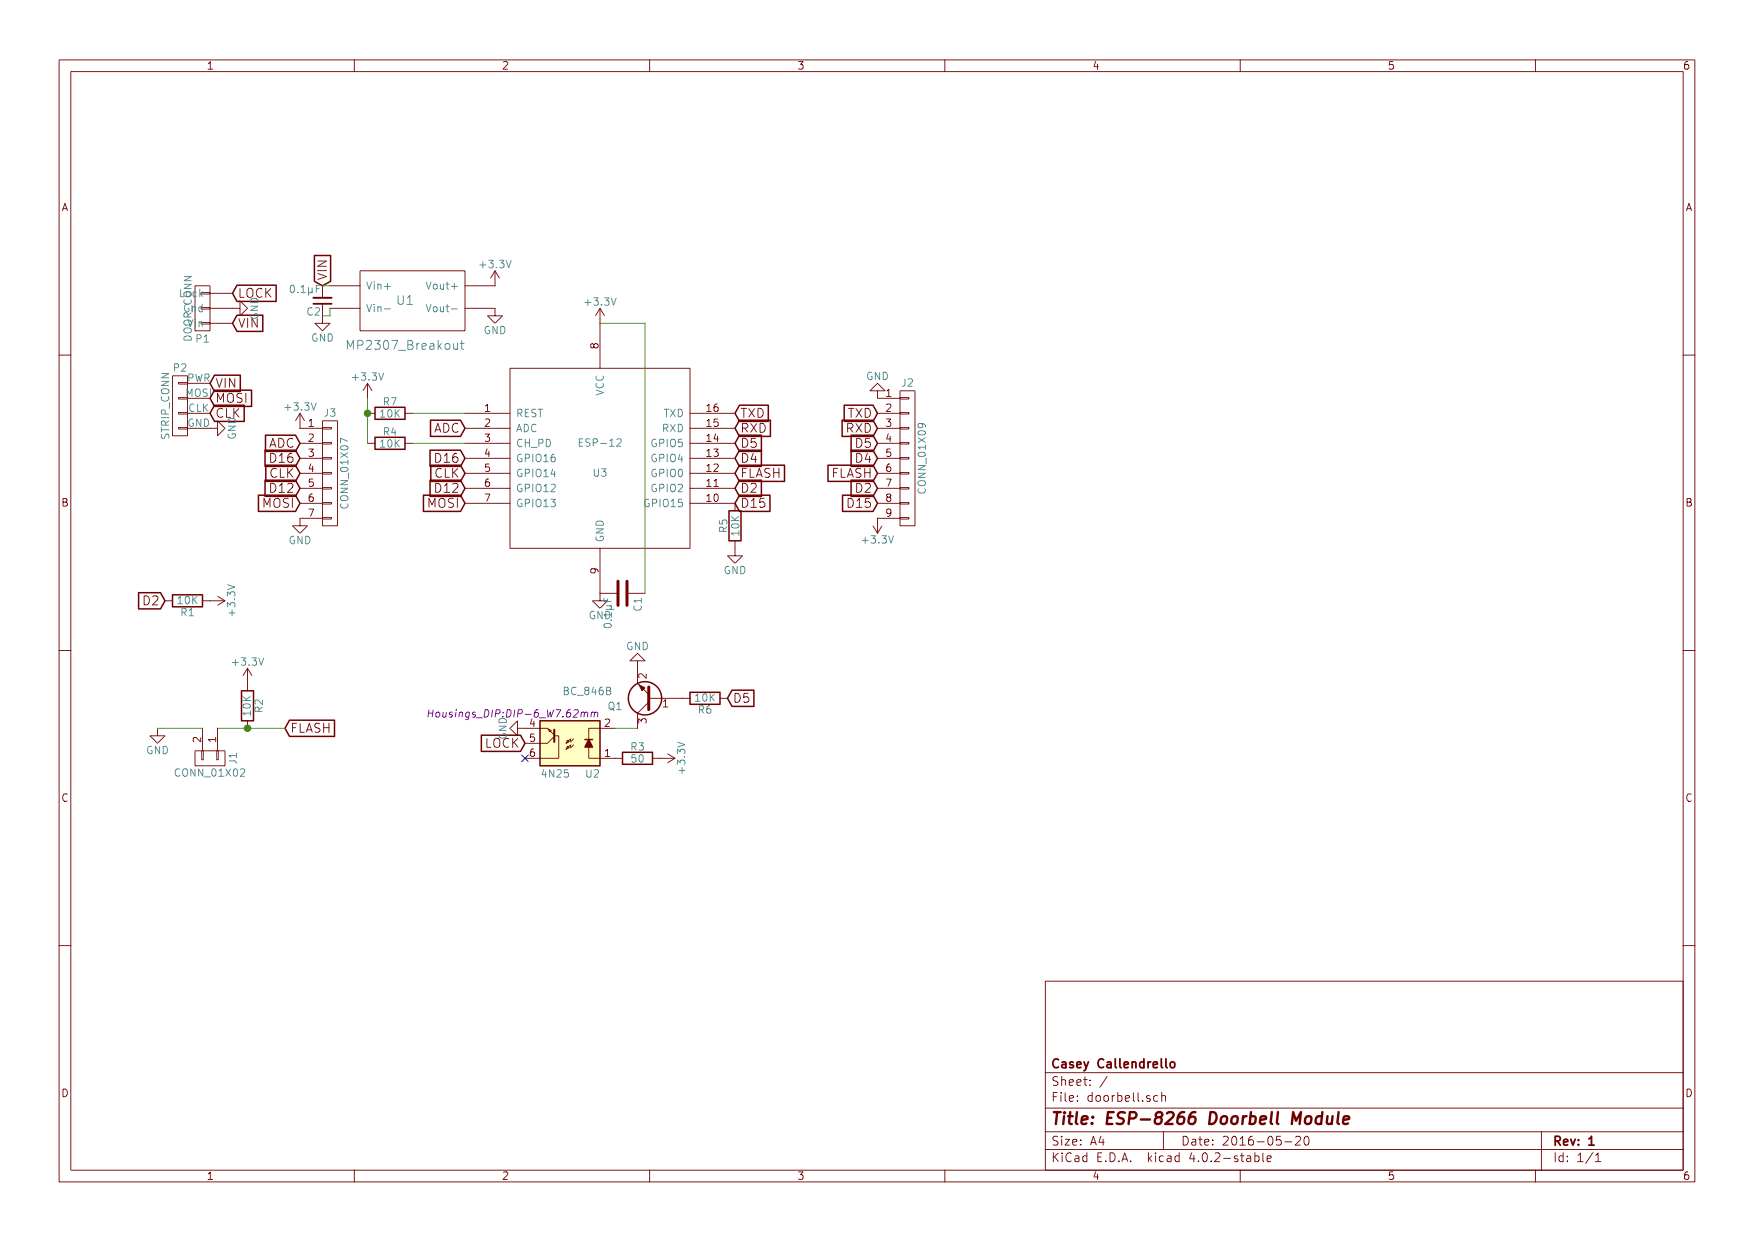 1 2 3 4 5 6
A A
B B
C C
D D
1 2 3 4 5 6
DOOR_CONN
Lock
Gnd
LOCK
GND
VIN
P1
VIN
0.1µF
C2
GND
Vin+
Vin-
U1
Vout+
Vout-
MP2307_Breakout
+3.3V
GND
P2
STRIP_CONN
PWR VIN
MOSI MOSI
CLK CLK
GND GND
+3.3V
J3
1
ADC 2
D16 3
CLK 4
D12 5
MOSI 6
7
GND
CONN_01X07
+3.3V
R7
10K
R4
10K
+3.3V
8
VCC
1 REST
ADC 2 ADC
3 CH_PD
D16 4 GPIO16
CLK 5 GPIO14
D12 6 GPIO12
MOSI 7 GPIO13
ESP-12
U3
TXD 16 TXD
RXD 15 RXD
GPIO5 14 D5
GPIO4 13 D4
GPIO0 12 FLASH
GPIO2 11 D2
GPIO15 10 D15
GND
9
GND
0.1µF
C1
R5
10K
GND
GND
J2
1
TXD 2
RXD 3
D5 4
D4 5
FLASH 6
D2 7
D15 8
9
+3.3V
CONN_01X09
D2 10K +3.3V
R1
+3.3V
10K
R2
FLASH
GND
2 1
J1
CONN_01X02
GND
2
BC_846B
Q1
1
3
10K
R6
D5
Housings_DIP:DIP-6_W7.62mm
GND
4
LOCK 5
6
2
1
4N25 U2
R3
50
+3.3V
Casey Callendrello
Sheet: /
File: doorbell.sch
Title: ESP-8266 Doorbell Module
Size: A4 Date: 2016-05-20 Rev: 1
KiCad E.D.A. kicad 4.0.2-stable Id: 1/1